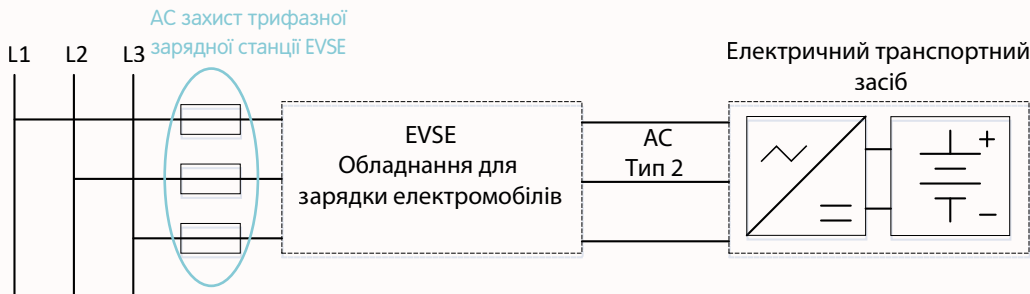 АС захист трифазної
зарядної станції EVSE
L1 L2 L3
EVSE
Обладнання для
зарядки електромобілів
AC
Тип 2
Електричний транспортний
засіб